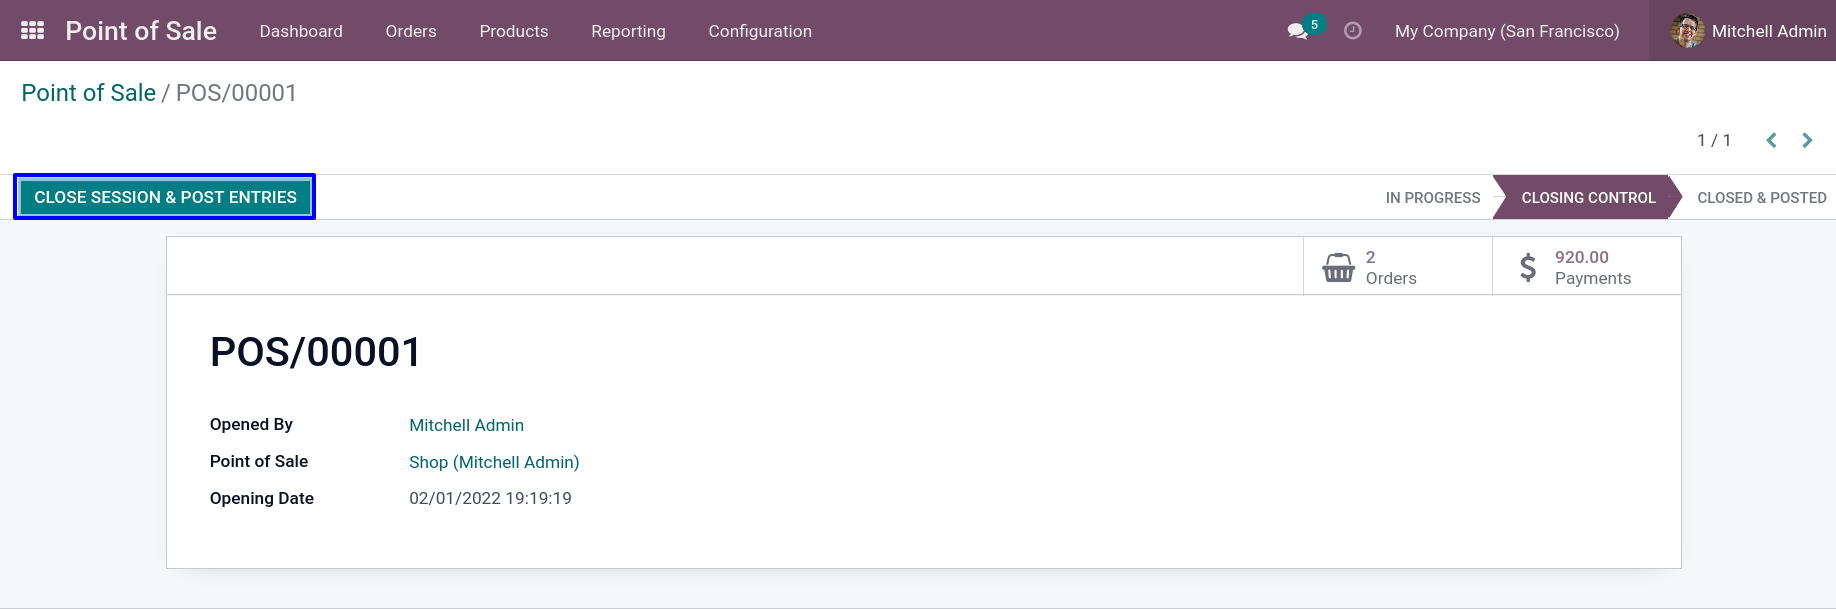 Point of Sale Dashboard Orders Products Reporting Configuration 5 My Company (San Francisco) Mitchell Admin
Point of Sale / POS/00001
1 / 1
CLOSE SESSION & POST ENTRIES IN PROGRESS CLOSING CONTROL CLOSED & POSTED
2 920.00
Orders Payments
POS/00001
Opened By Mitchell Admin
Point of Sale Shop (Mitchell Admin)
Opening Date 02/01/2022 19:19:19